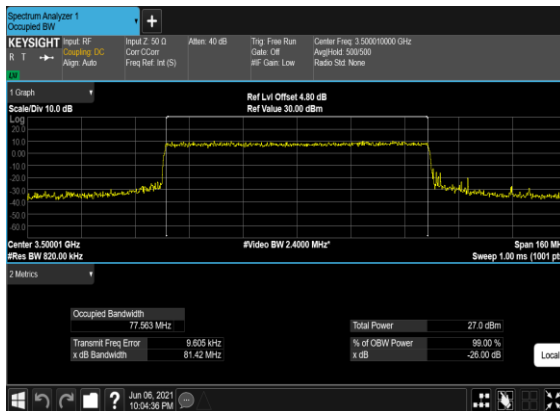 Spectrum Analyzer 1
Occupied BW
KEYSIGHT
R T
Input: RF
Coupling: DC
Align: Auto
Input Z: 50 Ω
Corr CCorr
Freq Ref: Int (S)
Atten: 40 dB
Trig: Free Run
Gate: Off
#IF Gain: Low
Center Freq: 3.500010000 GHz
Avg|Hold: 500/500
Radio Std: None
1 Graph
Scale/Div 10.0 dB
Ref Lvl Offset 4.80 dB
Ref Value 30.00 dBm
Log
20.0
10.0
0.00
-10.0
-20.0
-30.0
-40.0
-50.0
-60.0
Center 3.50001 GHz
#Res BW 820.00 kHz
#Video BW 2.4000 MHz*
Span 160 MH
Sweep 1.00 ms (1001 pts
2 Metrics
Occupied Bandwidth
77.563 MHz
Transmit Freq Error 9.605 kHz
x dB Bandwidth 81.42 MHz
Total Power 27.0 dBm
% of OBW Power 99.00 %
x dB -26.00 dB
Local
?
Jun 06, 2021
10:04:36 PM